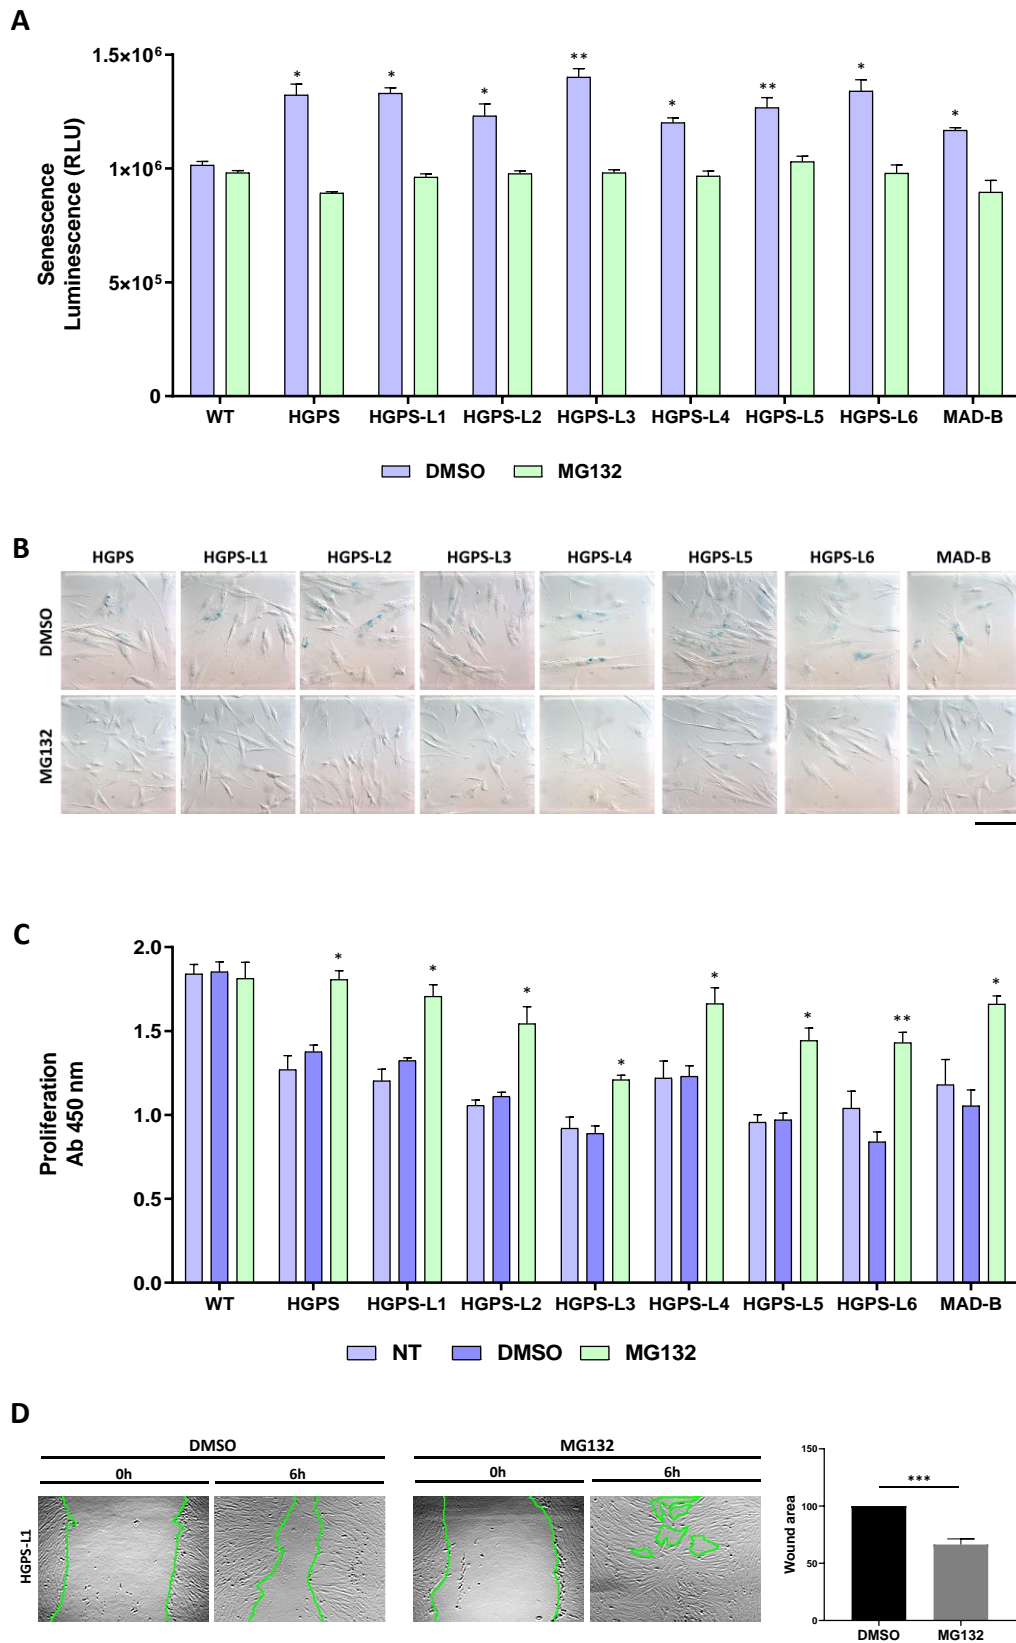 A
1.5×10⁶
1×10⁶
5×10⁵
0
Senescence
Luminescence (RLU)
* * * ** * ** * *
WT HGPS HGPS-L1 HGPS-L2 HGPS-L3 HGPS-L4 HGPS-L5 HGPS-L6 MAD-B
DMSO MG132
B
HGPS HGPS-L1 HGPS-L2 HGPS-L3 HGPS-L4 HGPS-L5 HGPS-L6 MAD-B
DMSO
MG132
C
2.0
1.5
1.0
0.5
0.0
Proliferation
Ab 450 nm
* * * * * * ** *
WT HGPS HGPS-L1 HGPS-L2 HGPS-L3 HGPS-L4 HGPS-L5 HGPS-L6 MAD-B
NT DMSO MG132
D
DMSO MG132
0h 6h 0h 6h
HGPS-L1
150
100
50
0
Wound area
***
DMSO MG132